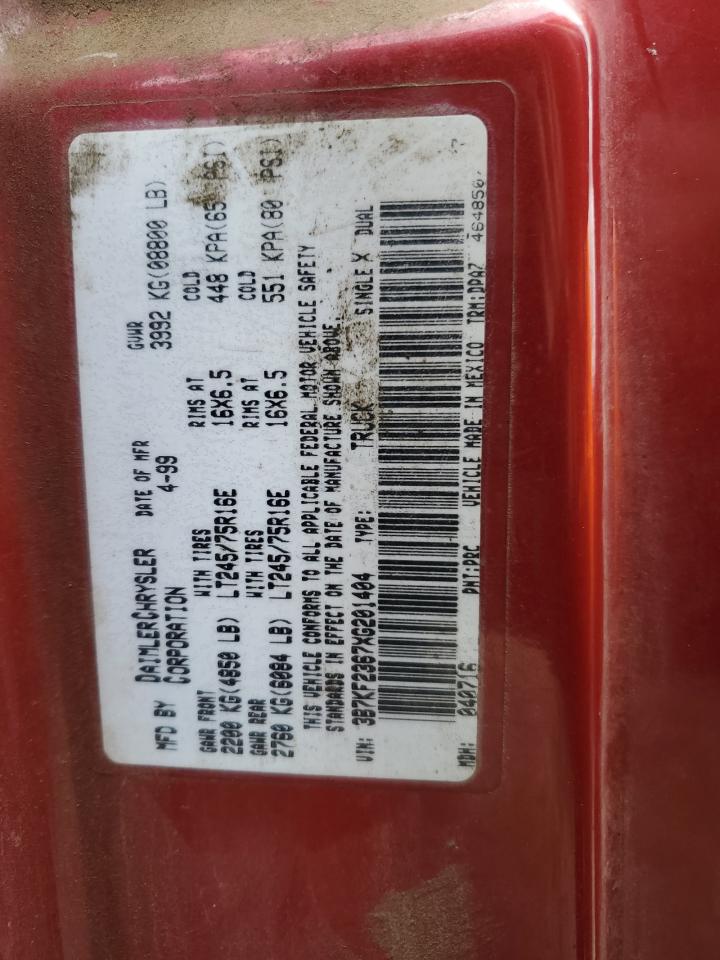 MFD BY DAIMLERCHRYSLER CORPORATION DATE OF MFR 4-99 GVWR 3992 KG(08800 LB)
GAWR FRONT WITH TIRES RIMS AT COLD
2200 KG(4850 LB) LT245/75R16E 16X6.5 448 KPA(65 PSI)
GAWR REAR WITH TIRES RIMS AT COLD
2760 KG(6084 LB) LT245/75R16E 16X6.5 551 KPA(80 PSI)
THIS VEHICLE CONFORMS TO ALL APPLICABLE FEDERAL MOTOR VEHICLE SAFETY
STANDARDS IN EFFECT ON THE DATE OF MANUFACTURE SHOWN ABOVE.
VIN: 3B7KF2367XG201404 TYPE: TRUCK SINGLE X DUAL
MDH: 040716 PNT:PRC VEHICLE MADE IN MEXICO TRM:DPAZ